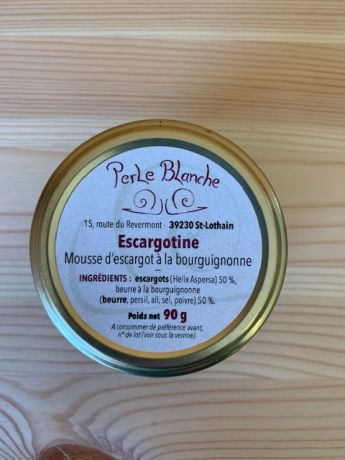 PerLe BLanche
15, route du Revermont - 39230 St-Lothain
Escargotine
Mousse d'escargot à la bourguignonne
INGRÉDIENTS : escargots (Helix Aspersa) 50 %,
beurre à la bourguignonne
(beurre, persil, ail, sel, poivre) 50 %.
Poids net 90 g
A consommer de préférence avant,
n° de lot (voir sous la verrine).